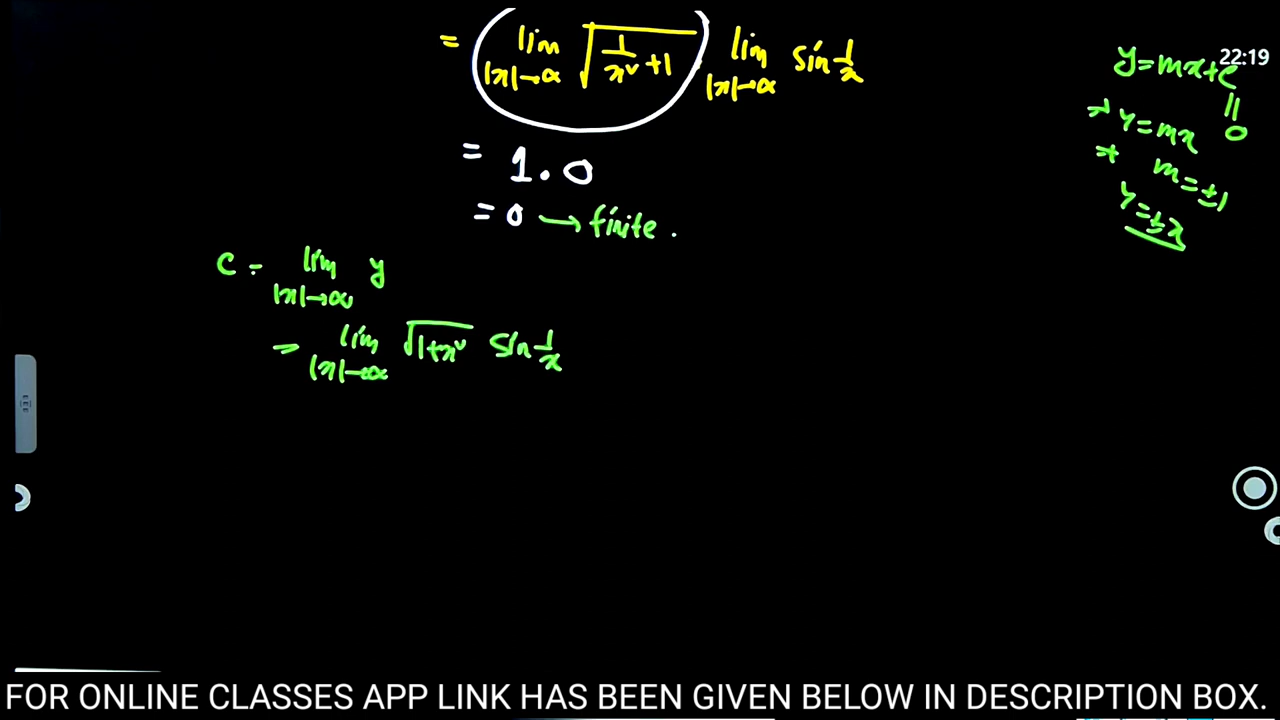 = lim |x|→∝ √(1/x² + 1) lim |x|→∝ sin 1/x
= 1.0
= 0 → finite.
C = lim |x|→∝ y
= lim |x|→∝ √(1+x²) sin 1/x
22:19
y=mx+c
||
0
→ y=mx
→ m=±1
y=±x
FOR ONLINE CLASSES APP LINK HAS BEEN GIVEN BELOW IN DESCRIPTION BOX.